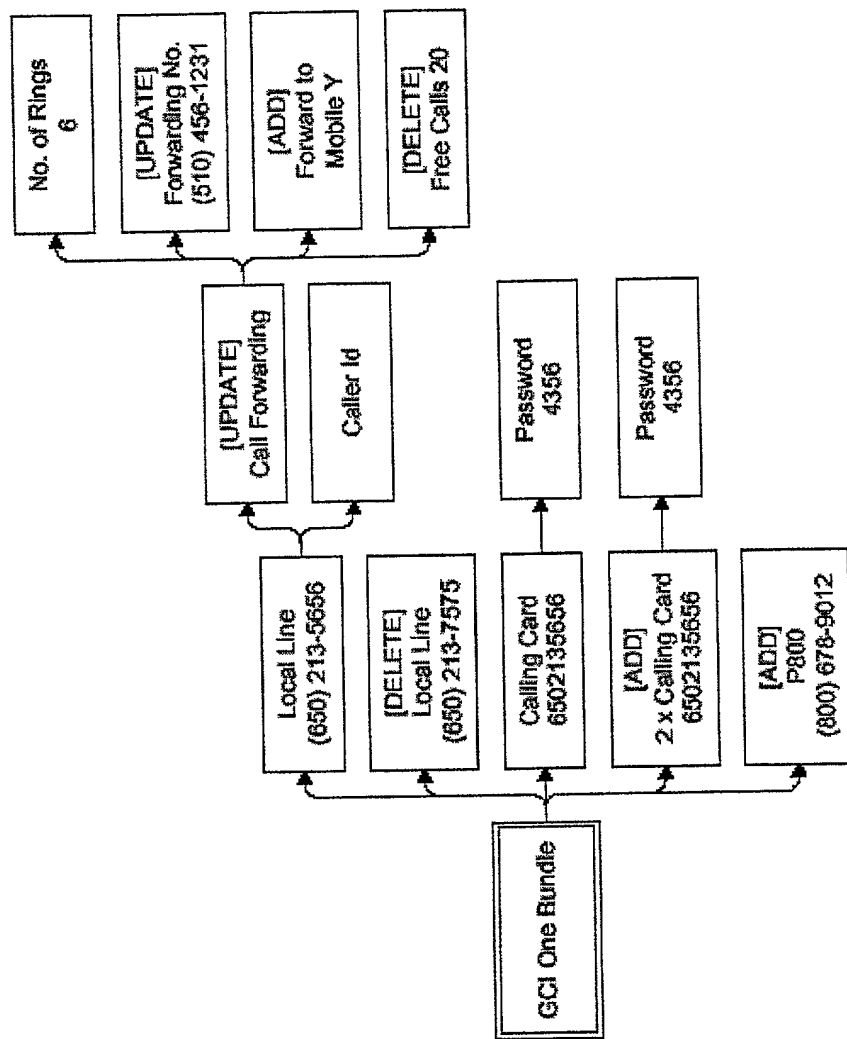 GCI One Bundle
Local Line
(650) 213-5656
[DELETE]
Local Line
(650) 213-7575
Calling Card
6502135656
[ADD]
2 x Calling Card
6502135656
[ADD]
P800
(800) 678-9012
[UPDATE]
Call Forwarding
Caller Id
Password
4356
Password
4356
No. of Rings
6
[UPDATE]
Forwarding No.
(510) 456-1231
[ADD]
Forward to
Mobile Y
[DELETE]
Free Calls 20